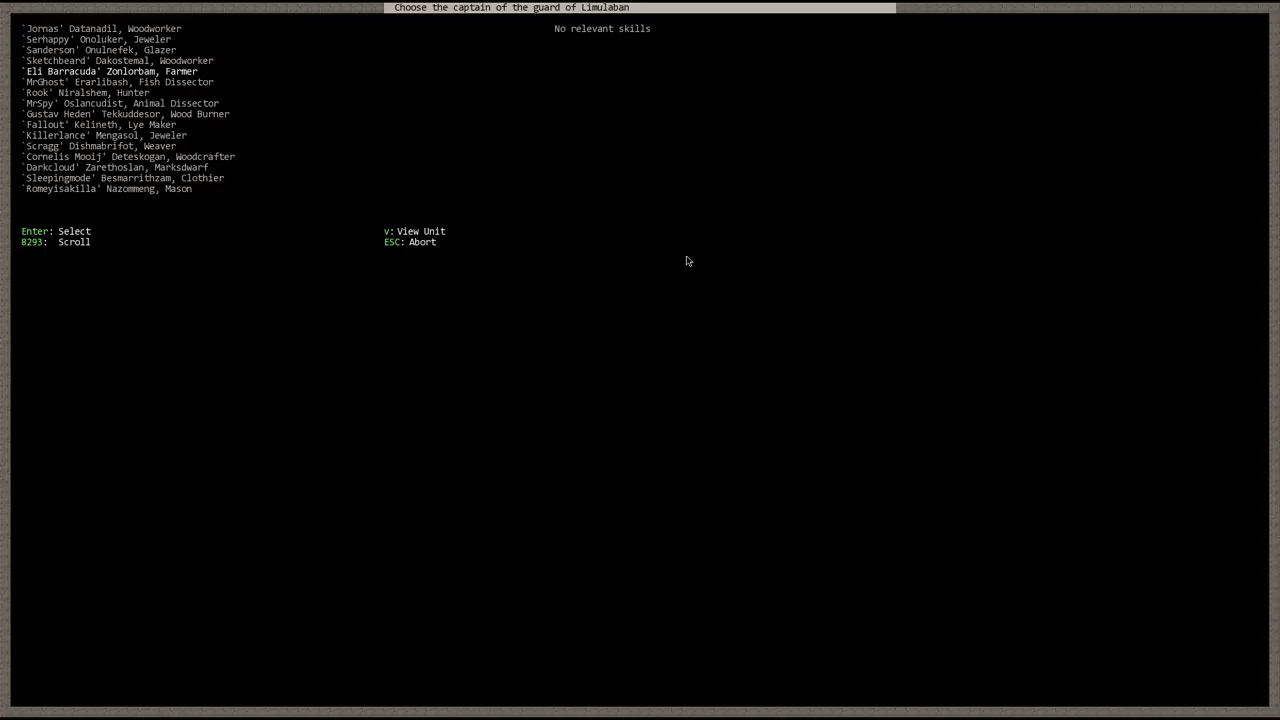 Choose the captain of the guard of Limulaban
`Jornas' Datanadil, Woodworker
No relevant skills
`Serhappy' Onoluker, Jeweler
`Sanderson' Onulnefek, Glazer
`Sketchbeard' Dakostemal, Woodworker
`Eli Barracuda' Zonlorbam, Farmer
`MrGhost' Erarlibash, Fish Dissector
`Rook' Niralshem, Hunter
`MrSpy' Oslancudist, Animal Dissector
`Gustav Heden' Tekkuddesor, Wood Burner
`Fallout' Kelineth, Lye Maker
`Killerlance' Mengasol, Jeweler
`Scragg' Dishmabrifot, Weaver
`Cornelis Mooij' Deteskogan, Woodcrafter
`Darkcloud' Zarethoslan, Marksdwarf
`Sleepingmode' Besmarrithzam, Clothier
`Romeyisakilla' Nazommeng, Mason
Enter: Select
v: View Unit
8293: Scroll
ESC: Abort